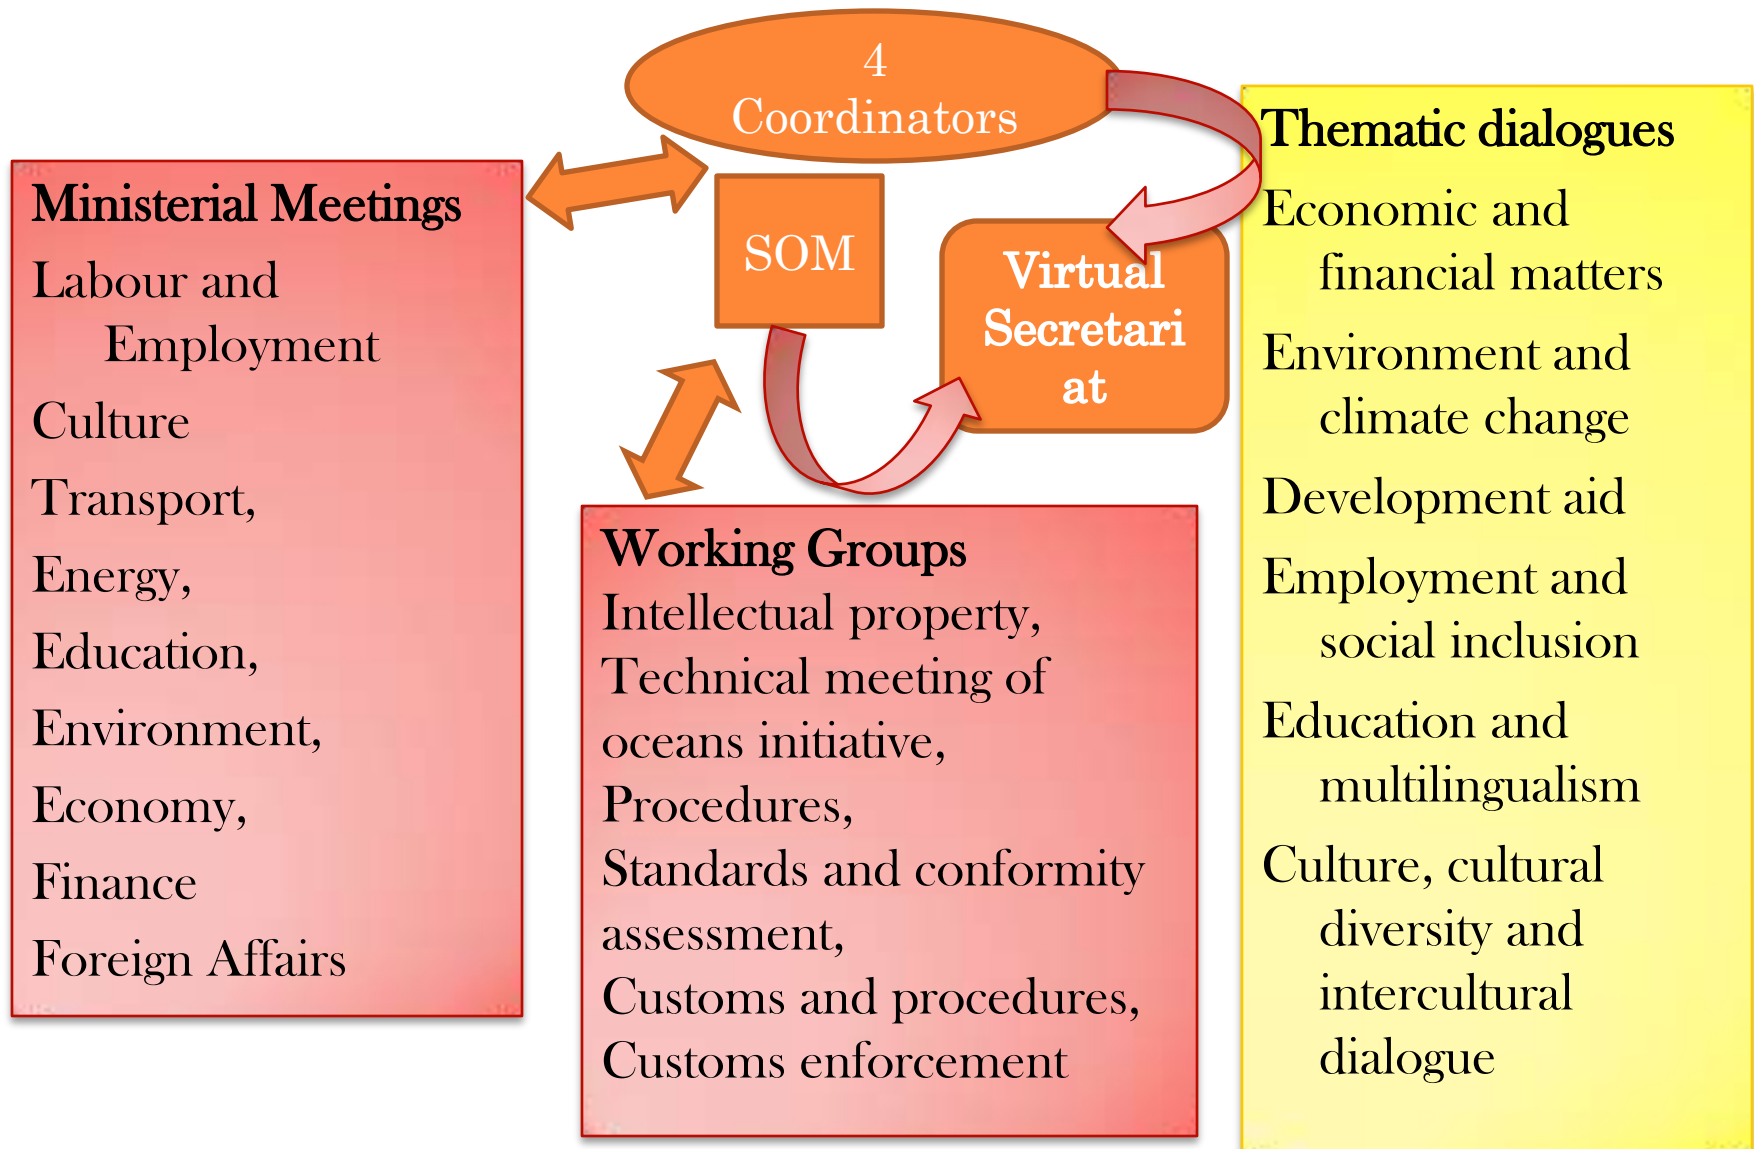 4
Coordinators
SOM
Virtual
Secretari
at
Ministerial Meetings
Labour and
Employment
Culture
Transport,
Energy,
Education,
Environment,
Economy,
Finance
Foreign Affairs
Working Groups
Intellectual property,
Technical meeting of
oceans initiative,
Procedures,
Standards and conformity
assessment,
Customs and procedures,
Customs enforcement
Thematic dialogues
Economic and
financial matters
Environment and
climate change
Development aid
Employment and
social inclusion
Education and
multilingualism
Culture, cultural
diversity and
intercultural
dialogue